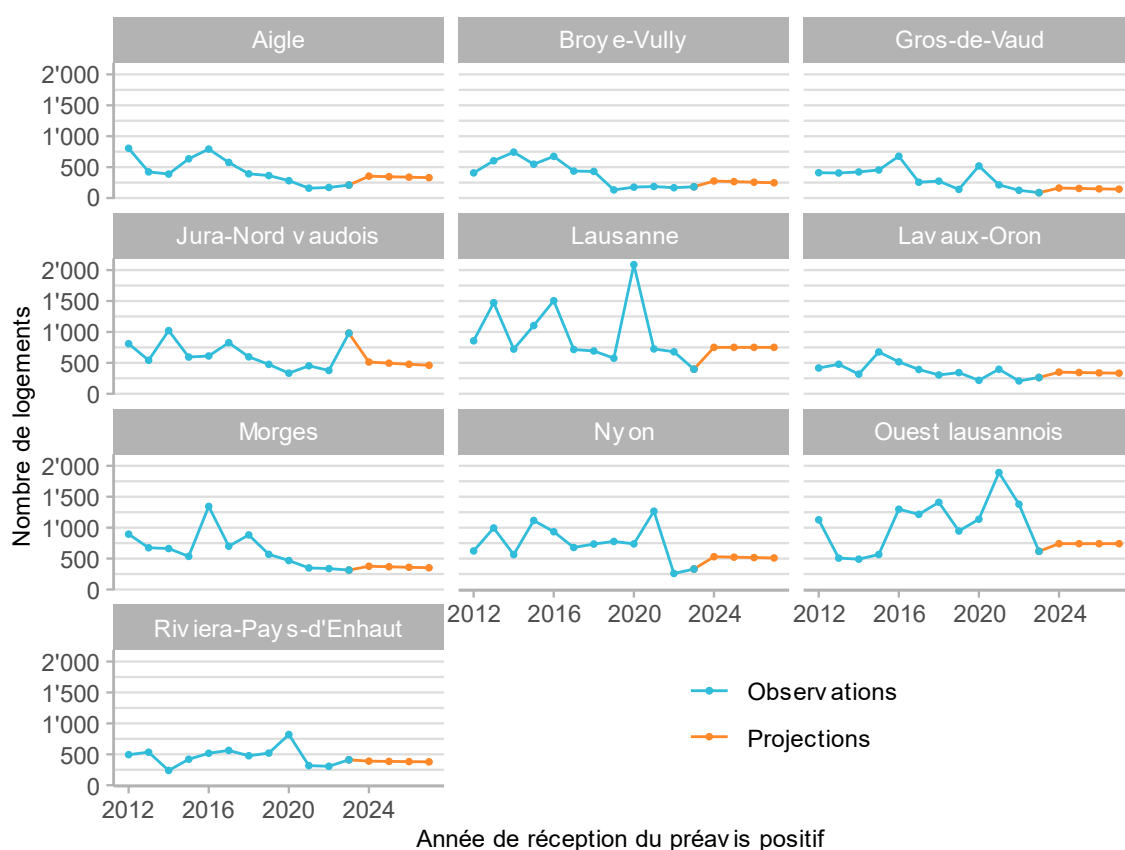 Aigle
Broye-Vully
Gros-de-Vaud
2'000
1'500
1'000
500
0
Jura-Nord vaudois
Lausanne
Lavaux-Oron
2'000
1'500
1'000
500
0
Morges
Nyon
Ouest lausannois
2'000
1'500
1'000
500
0
2012 2016 2020 2024
2012 2016 2020 2024
Riviera-Pays-d'Enhaut
2'000
1'500
1'000
500
0
2012 2016 2020 2024
Nombre de logements
Observations
Projections
Année de réception du préavis positif